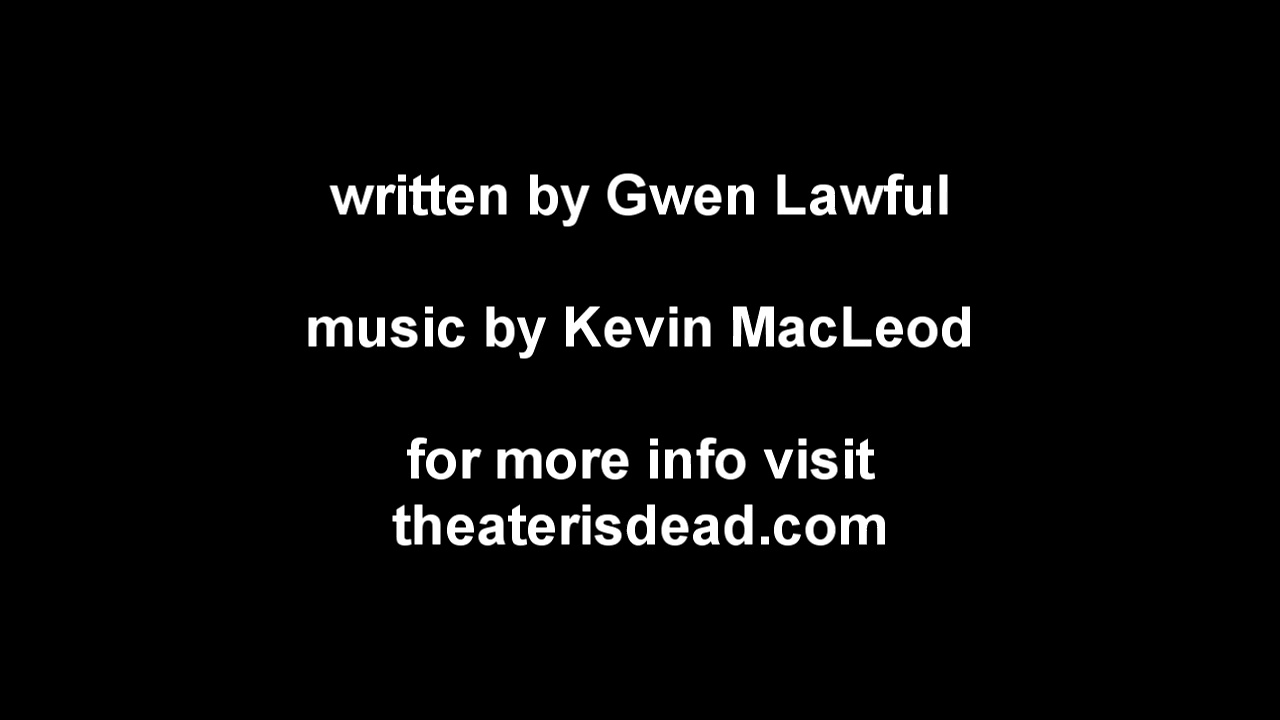 written by Gwen Lawful
music by Kevin MacLeod
for more info visit
theaterisdead.com